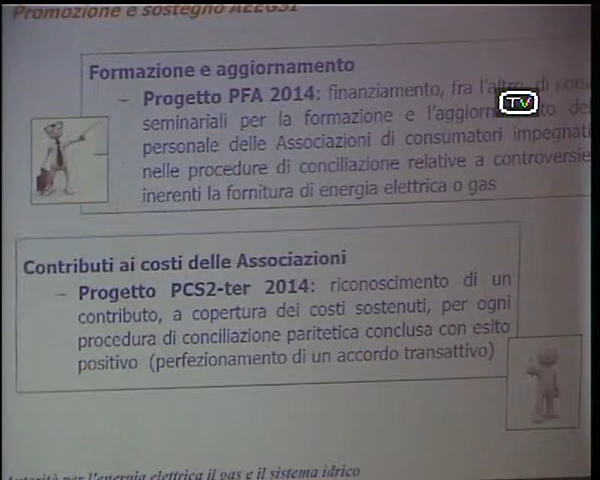 Promozione e sostegno AEEGSI
Formazione e aggiornamento
– Progetto PFA 2014: finanziamento, fra l'altro, di
TV
seminariali per la formazione e
personale delle Associazioni di consumatori impegnati
nelle procedure di conciliazione relative a controversie
inerenti la fornitura di energia elettrica o gas
Contributi ai costi delle Associazioni
– Progetto PCS2-ter 2014: riconoscimento di un
contributo, a copertura dei costi sostenuti, per ogni
procedura di conciliazione paritetica conclusa con esito
positivo (perfezionamento di un accordo transattivo)
per l'energia elettrica il gas e il sistema idrico